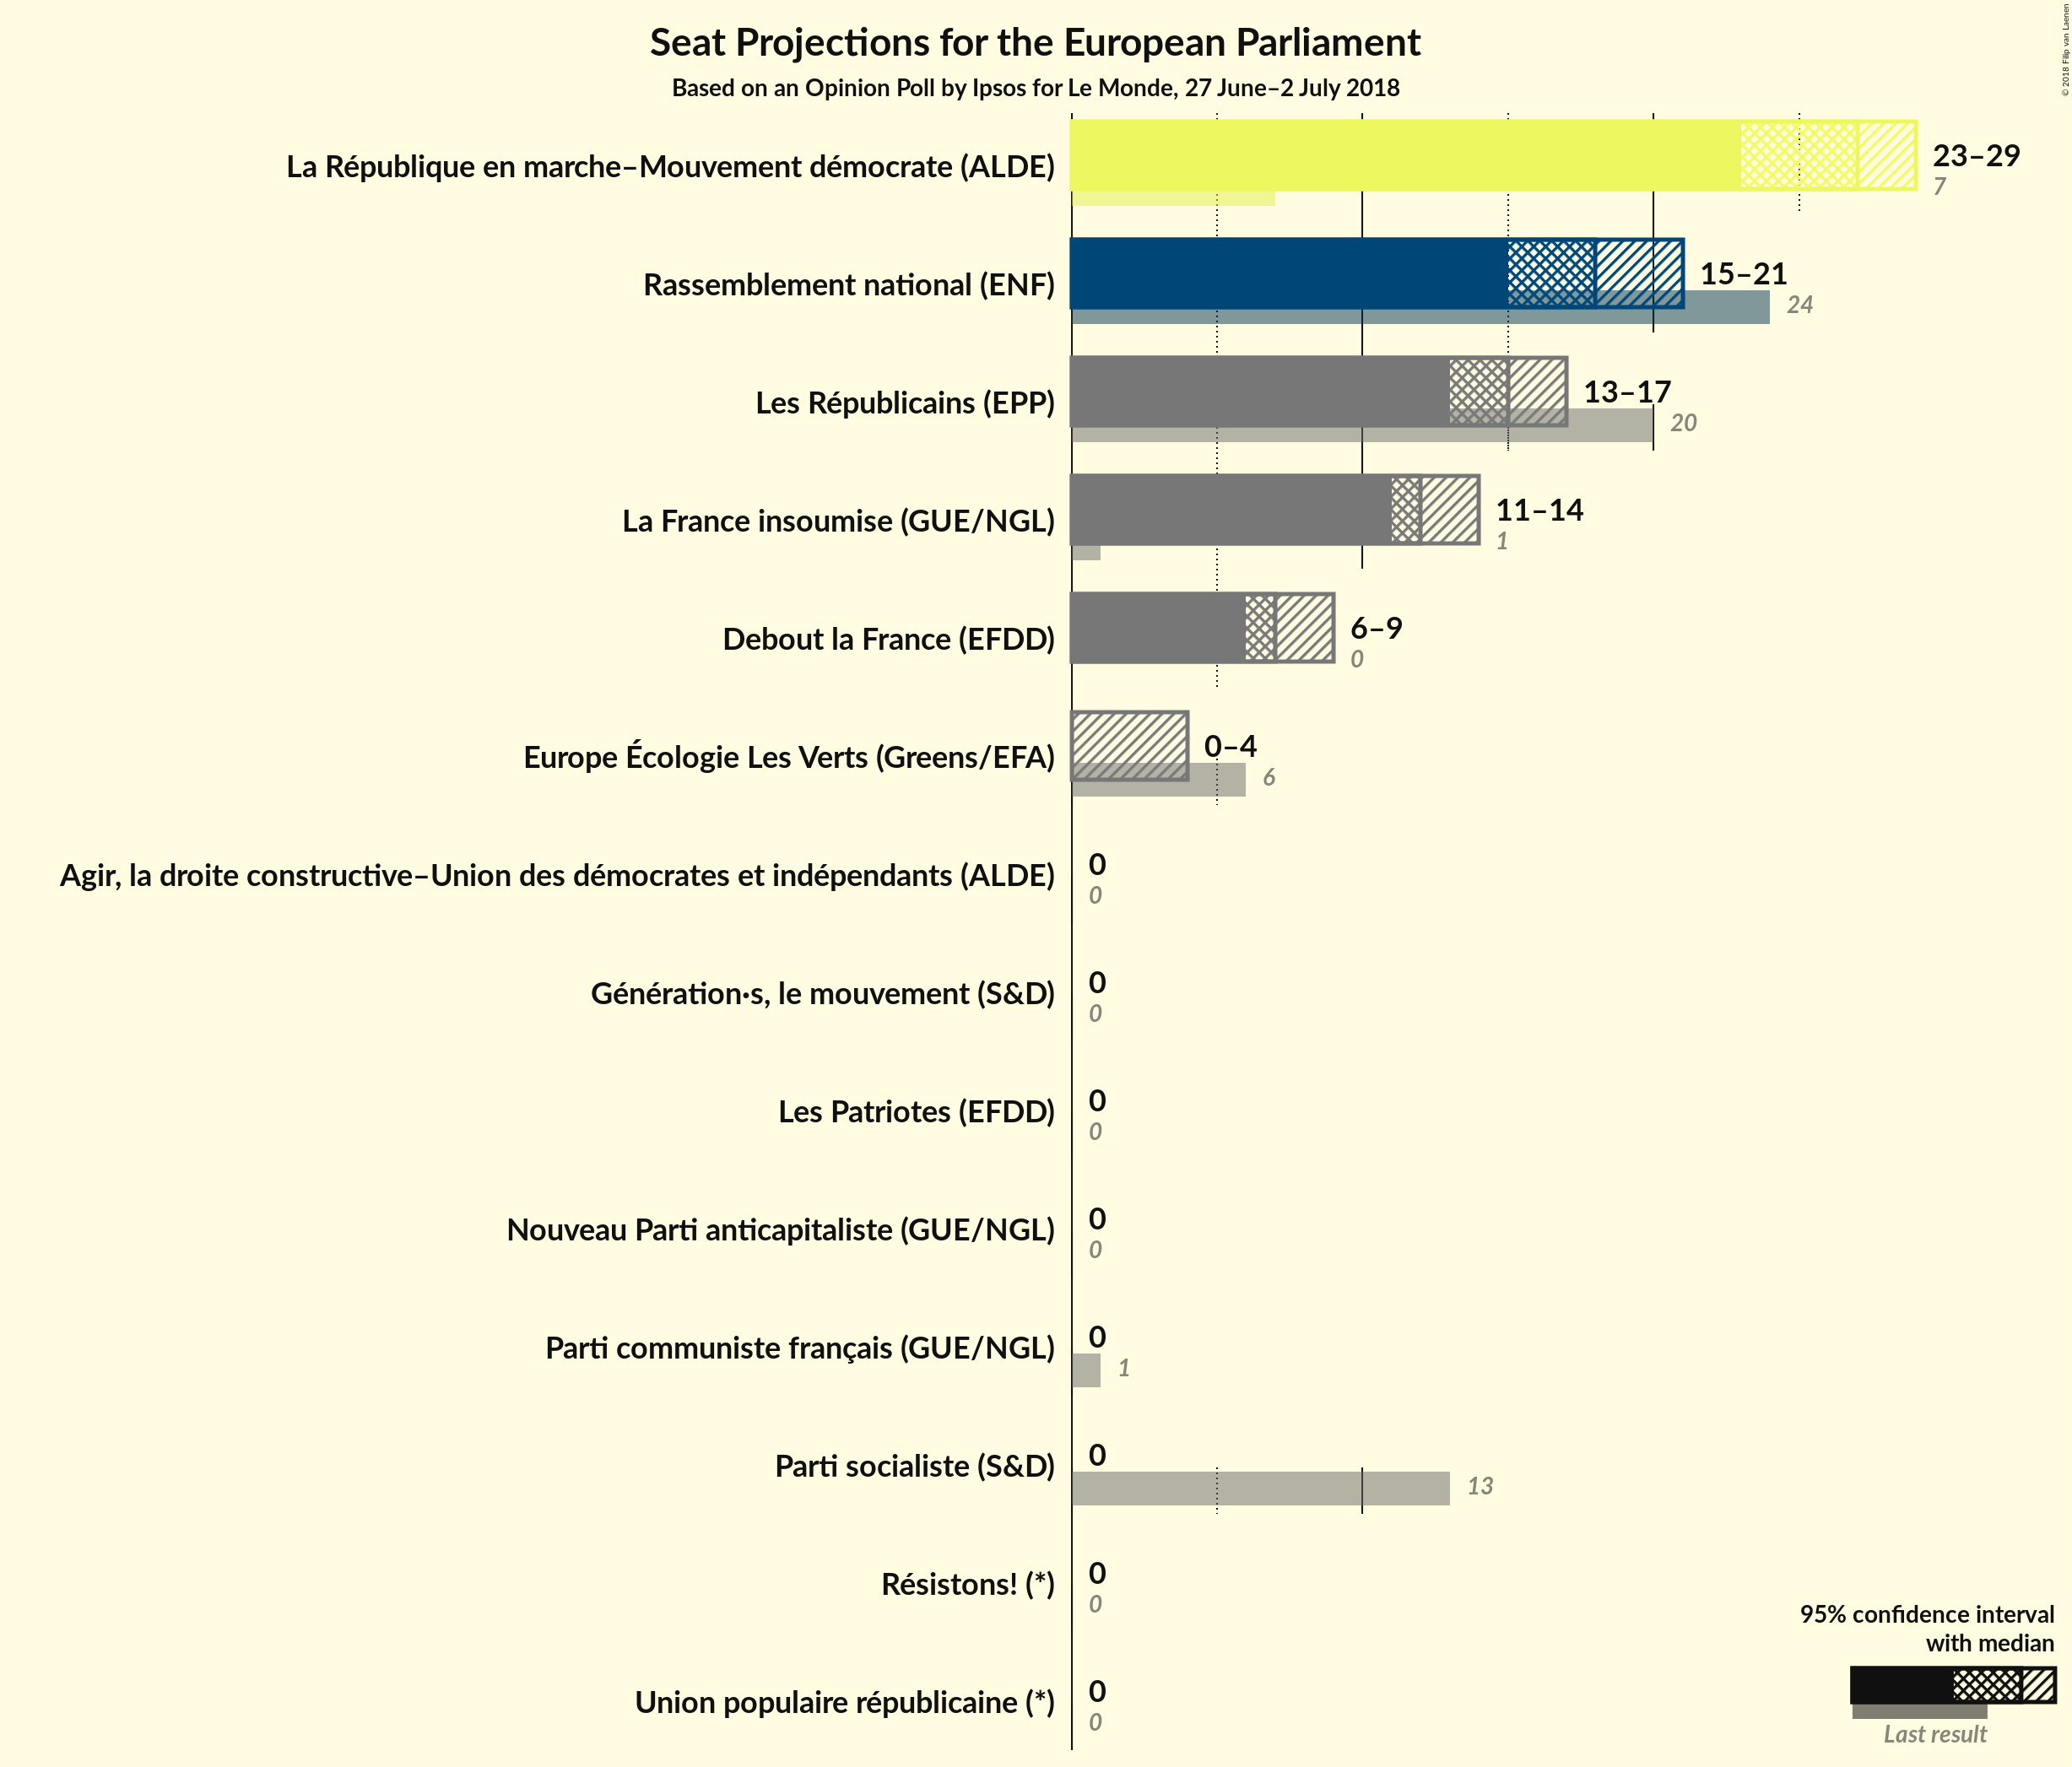 Seat Projections for the European Parliament
Based on an Opinion Poll by Ipsos for Le Monde, 27 June–2 July 2018
© 2018 Filip van Laenen
La République en marche–Mouvement démocrate (ALDE)
23–29
7
Rassemblement national (ENF)
15–21
24
Les Républicains (EPP)
13–17
20
La France insoumise (GUE/NGL)
11–14
1
Debout la France (EFDD)
6–9
0
Europe Écologie Les Verts (Greens/EFA)
0–4
6
Agir, la droite constructive–Union des démocrates et indépendants (ALDE)
0
0
Génération·s, le mouvement (S&D)
0
0
Les Patriotes (EFDD)
0
0
Nouveau Parti anticapitaliste (GUE/NGL)
0
0
Parti communiste français (GUE/NGL)
0
1
Parti socialiste (S&D)
0
13
Résistons! (*)
0
0
Union populaire républicaine (*)
0
0
95% confidence interval
with median
Last result